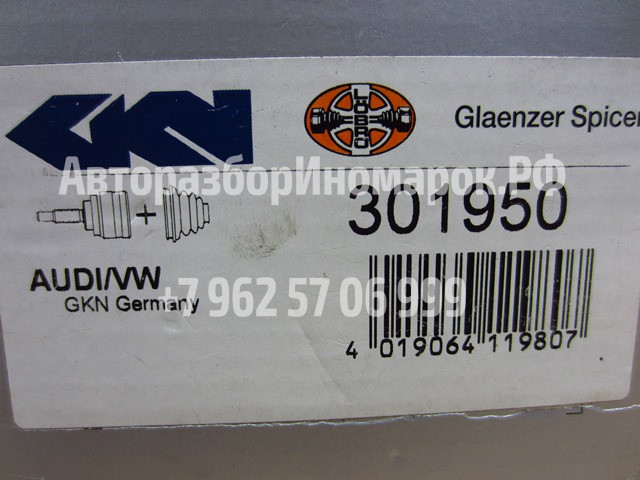 GKN
LÖBRO
Glaenzer Spicer
АвторазборИномарок.РФ
301950
+
AUDI/VW
GKN Germany
+7 962 57 06 999
4 019064 119807